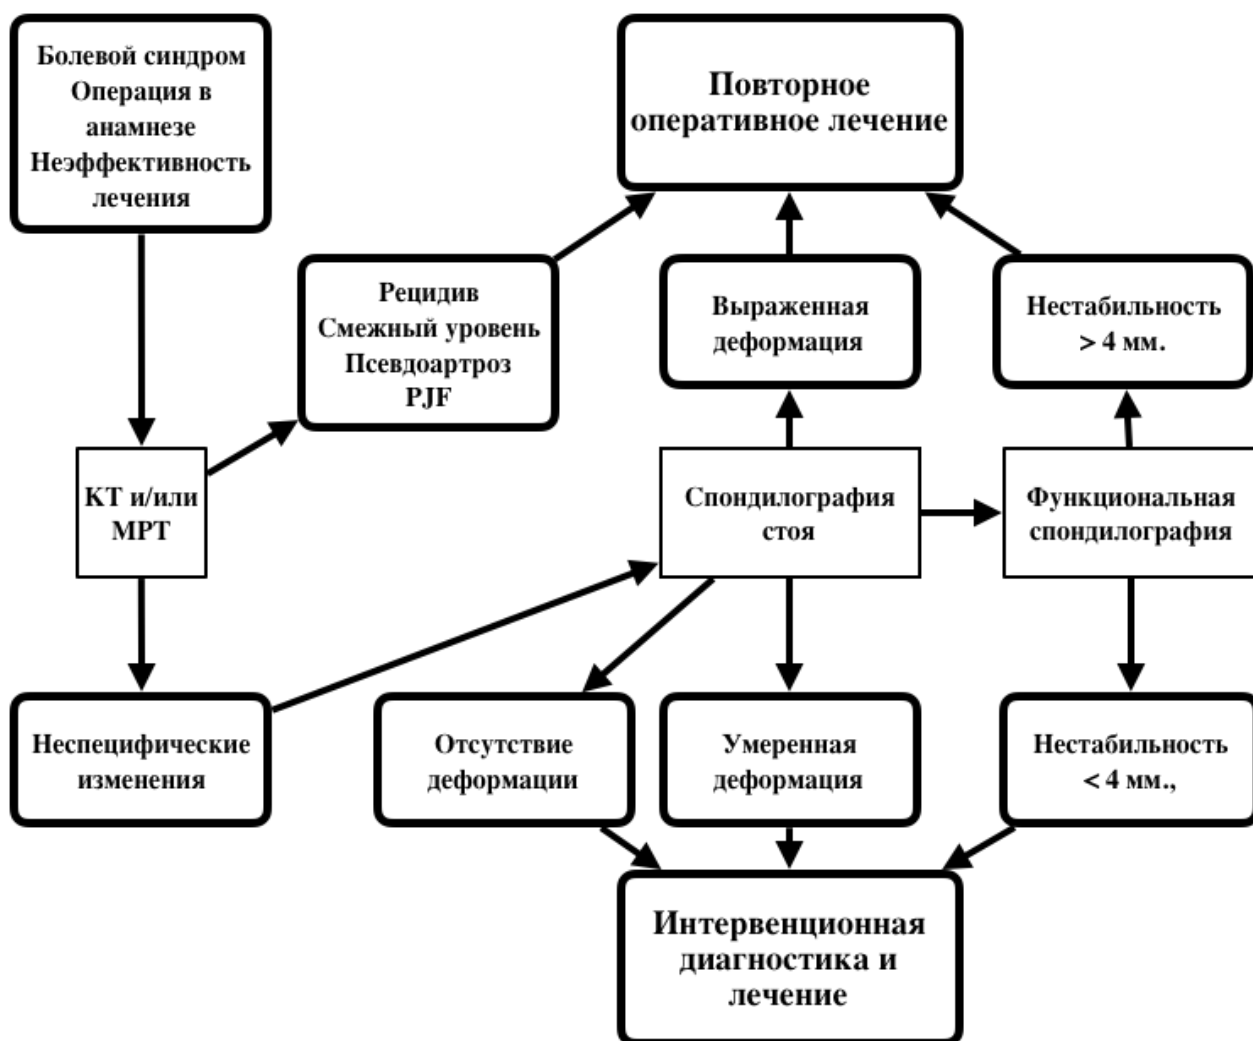 Болевой синдром
Операция в
анамнезе
Неэффективность
лечения
Повторное
оперативное лечение
Рецидив
Смежный уровень
Псевдоартроз
PJF
Выраженная
деформация
Нестабильность
> 4 мм.
КТ и/или
МРТ
Спондилография
стоя
Функциональная
спондилография
Неспецифические
изменения
Отсутствие
деформации
Умеренная
деформация
Нестабильность
< 4 мм.,
Интервенционная
диагностика и
лечение